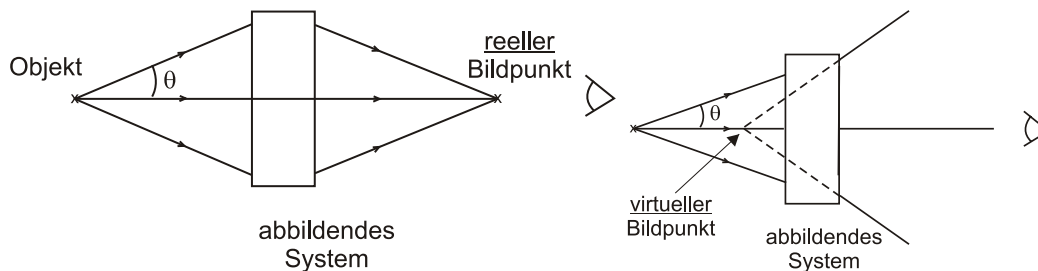 Objekt
θ
reeller
Bildpunkt
abbildendes
System
θ
virtueller
Bildpunkt
abbildendes
System